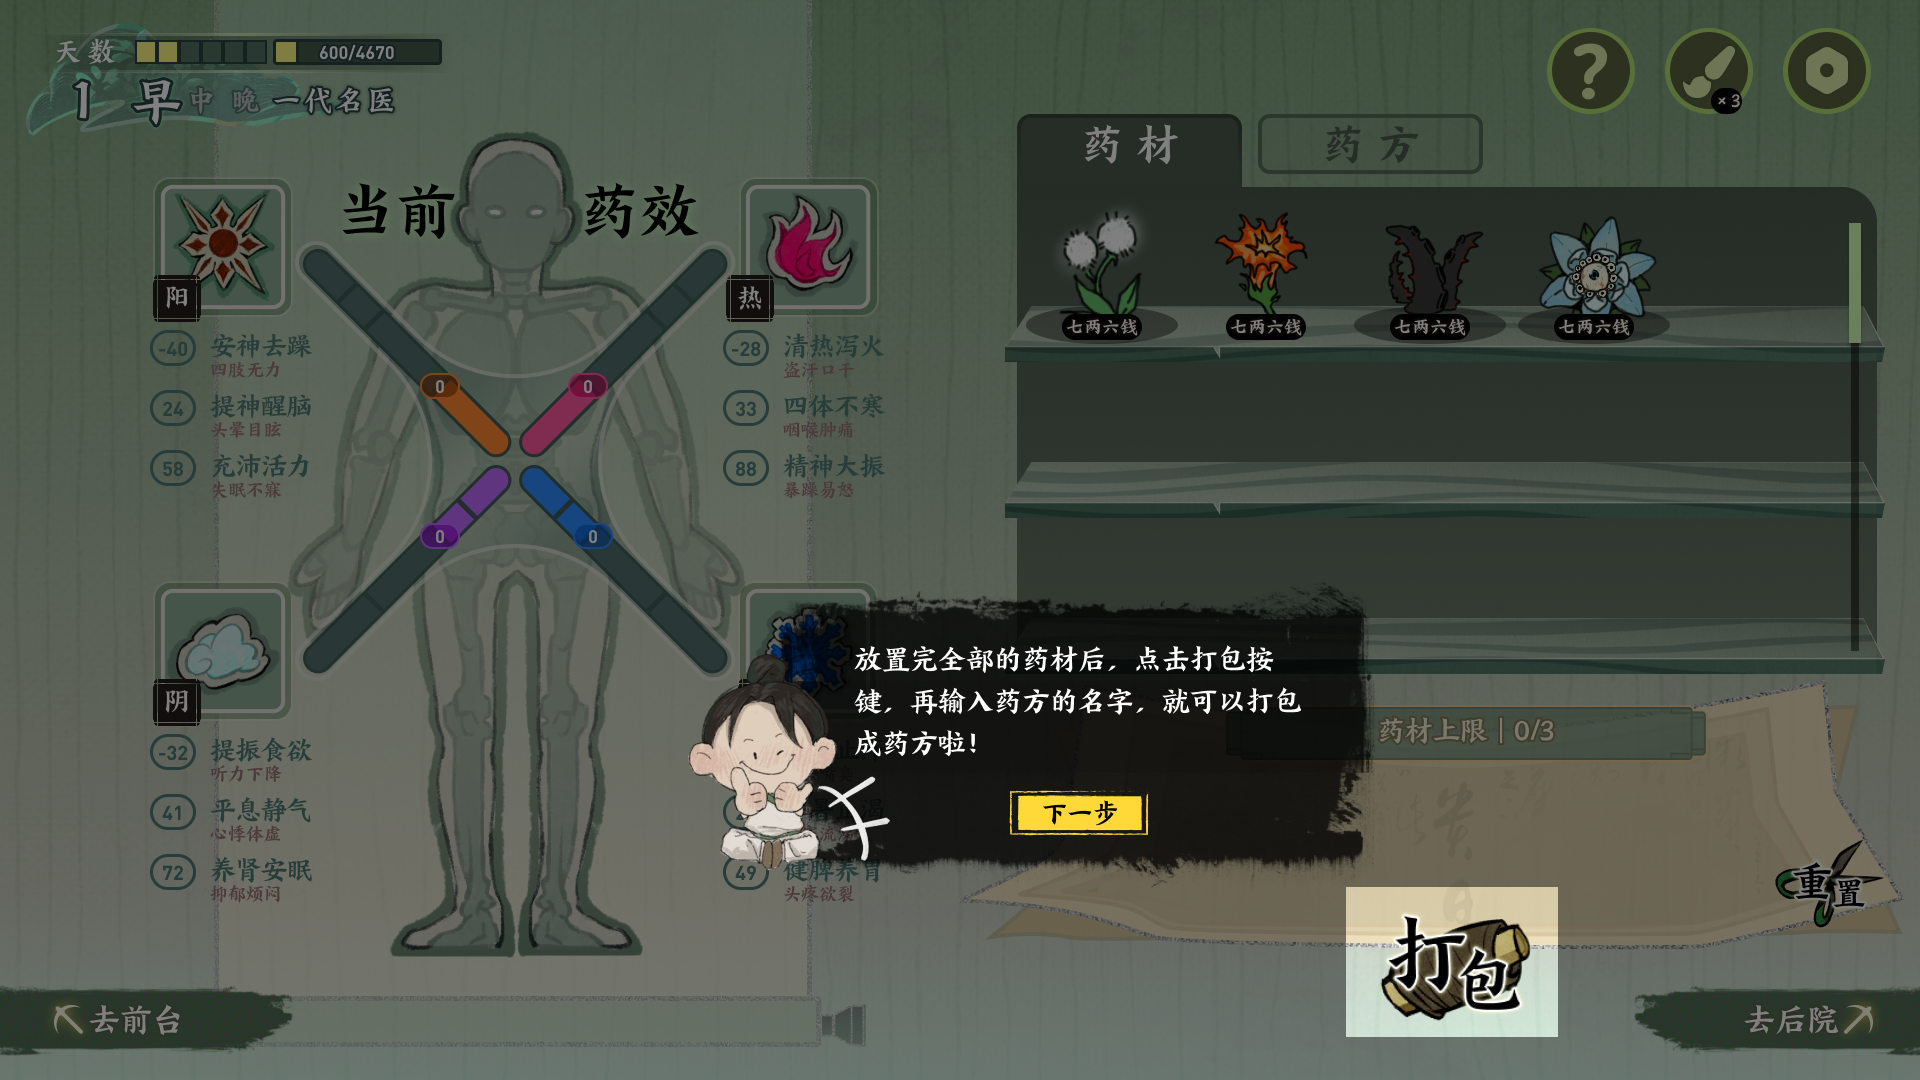 天数
600/4670
1 早 中 晚 一代名医
× 3
药材
药方
当前药效
阳
热
-40 安神去躁
四肢无力
24 提神醒脑
头晕目眩
58 充沛活力
失眠不寐
-28 清热泻火
盗汗口干
33 四体不寒
咽喉肿痛
88 精神大振
暴躁易怒
0
0
0
0
七两六钱
七两六钱
七两六钱
七两六钱
阴
-32 提振食欲
听力下降
41 平息静气
心悸体虚
72 养肾安眠
抑郁烦闷
49 健脾养胃
头疼欲裂
放置完全部的药材后，点击打包按
键，再输入药方的名字，就可以打包
成药方啦！
下一步
药材上限｜0/3
重置
打包
去前台
去后院